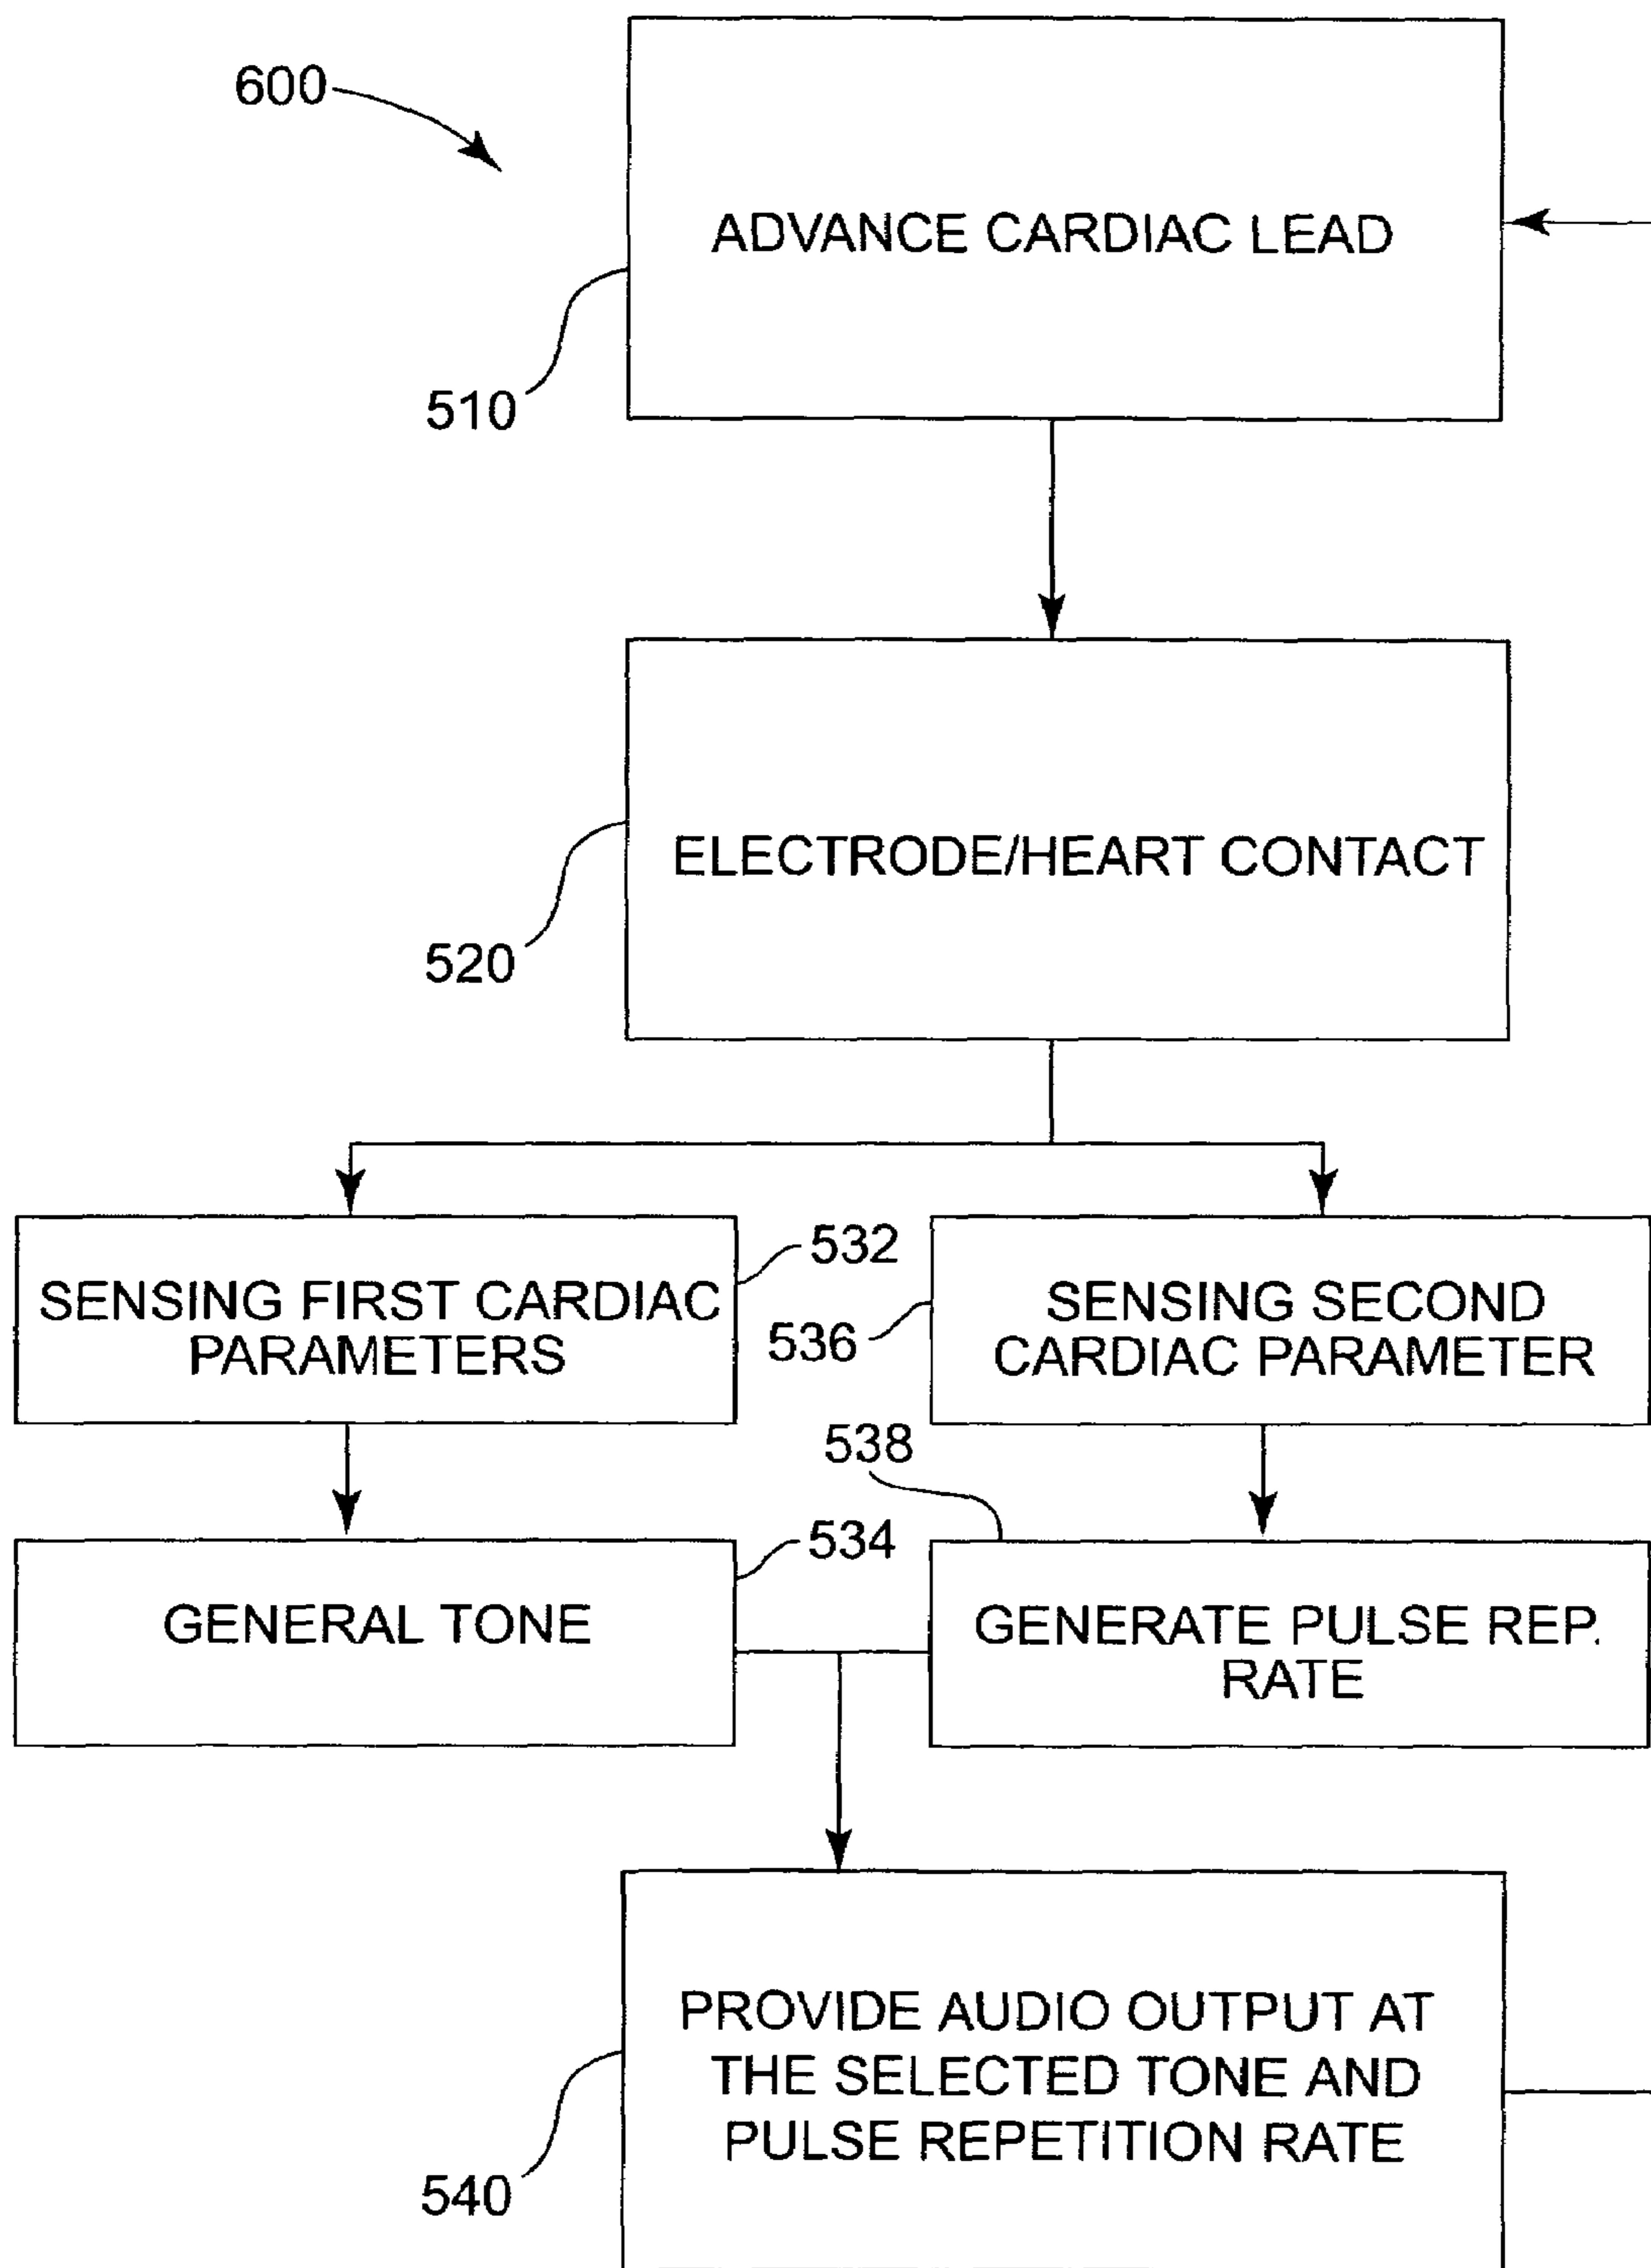 600
ADVANCE CARDIAC LEAD
510
ELECTRODE/HEART CONTACT
520
SENSING FIRST CARDIAC
PARAMETERS
532
536
SENSING SECOND
CARDIAC PARAMETER
538
534
GENERAL TONE
GENERATE PULSE REP.
RATE
PROVIDE AUDIO OUTPUT AT
THE SELECTED TONE AND
PULSE REPETITION RATE
540